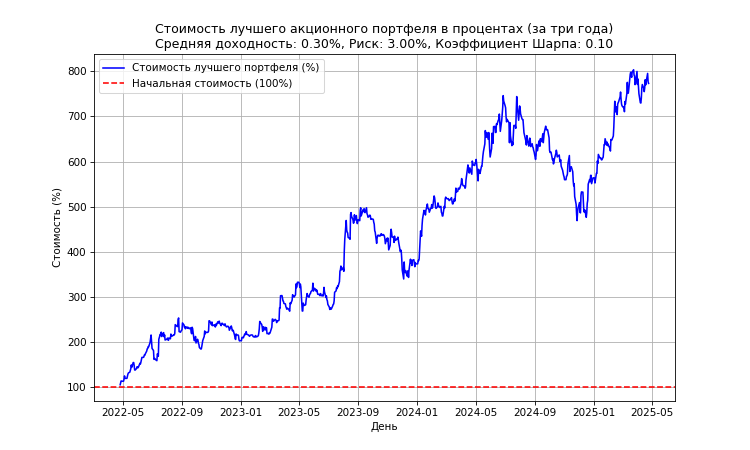 Стоимость лучшего акционного портфеля в процентах (за три года)
Средняя доходность: 0.30%, Риск: 3.00%, Коэффициент Шарпа: 0.10
Стоимость лучшего портфеля (%)
Начальная стоимость (100%)
Стоимость (%)
800
700
600
500
400
300
200
100
2022-05 2022-09 2023-01 2023-05 2023-09 2024-01 2024-05 2024-09 2025-01 2025-05
День